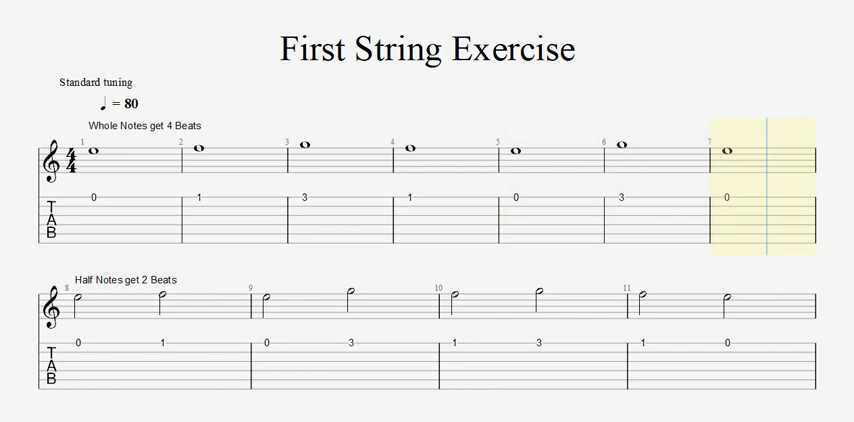 First String Exercise
Standard tuning
= 80
Whole Notes get 4 Beats
1 2 3 4 5 6 7
4
4
0 1 3 1 0 3 0
T
A
B
Half Notes get 2 Beats
8 9 10 11
0 1 0 3 1 3 1 0
T
A
B